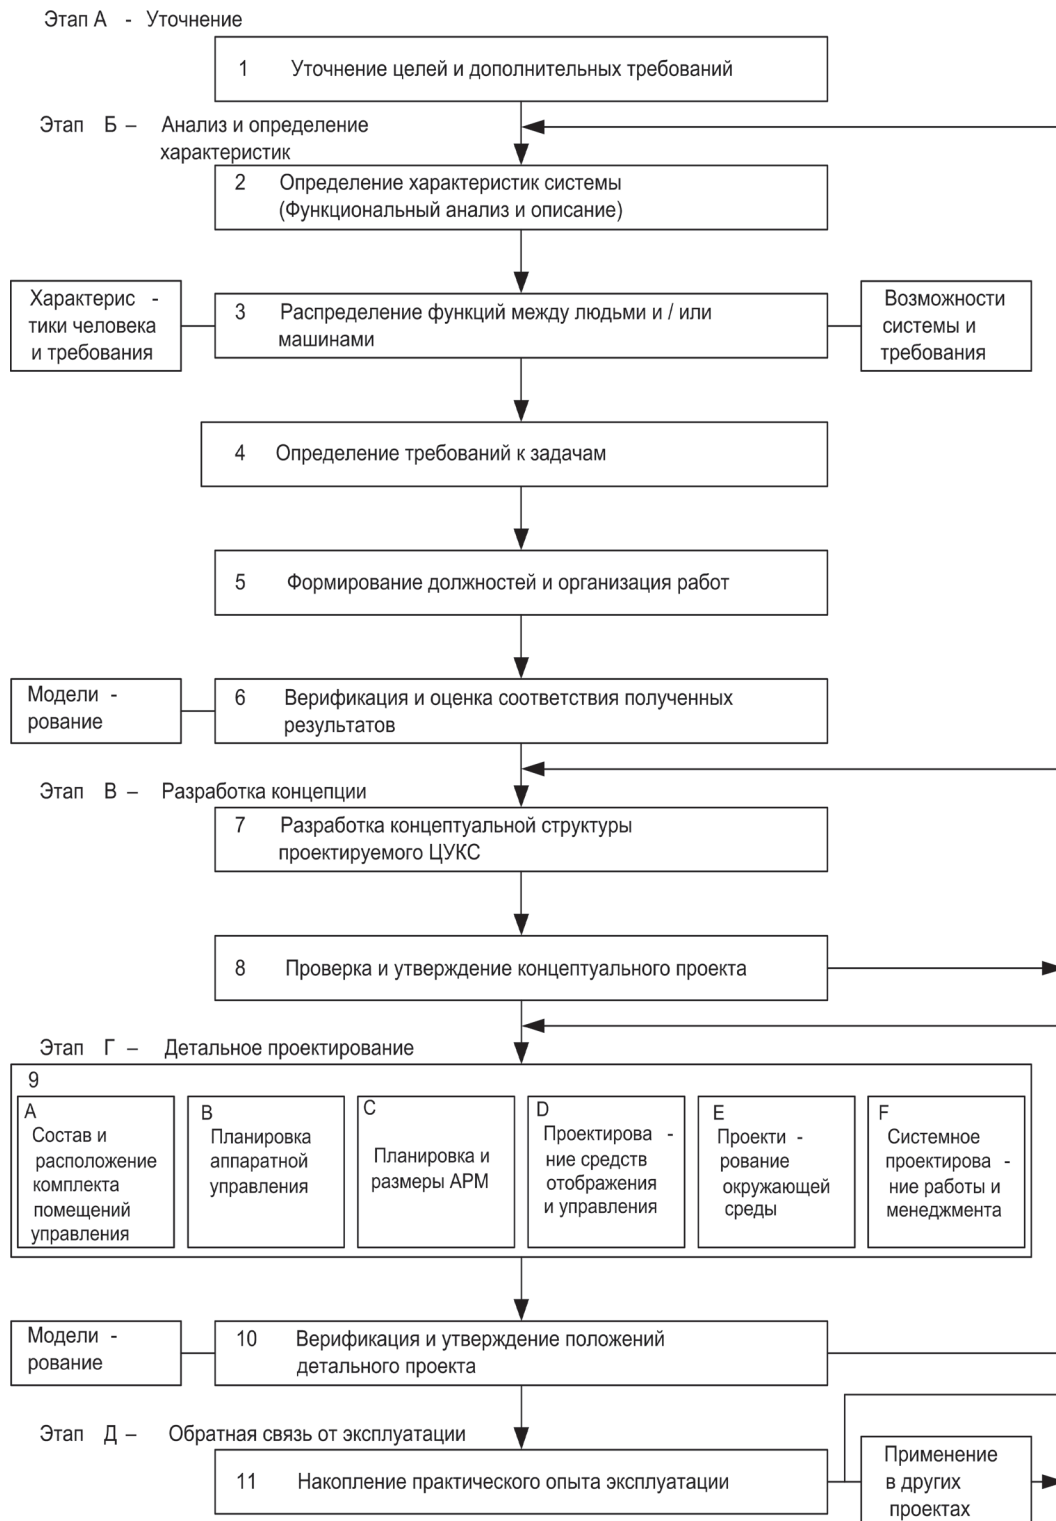 Этап А - Уточнение
1 Уточнение целей и дополнительных требований
Этап Б – Анализ и определение
характеристик
2 Определение характеристик системы
(Функциональный анализ и описание)
Характерис -
тики человека
и требования
3 Распределение функций между людьми и / или
машинами
Возможности
системы и
требования
4 Определение требований к задачам
5 Формирование должностей и организация работ
Модели -
рование
6 Верификация и оценка соответствия полученных
результатов
Этап В – Разработка концепции
7 Разработка концептуальной структуры
проектируемого ЦУКС
8 Проверка и утверждение концептуального проекта
Этап Г – Детальное проектирование
9
A
Состав и
расположение
комплекта
помещений
управления
B
Планировка
аппаратной
управления
C
Планировка и
размеры АРМ
D
Проектирова -
ние средств
отображения
и управления
E
Проекти -
рование
окружающей
среды
F
Системное
проектирова -
ние работы и
менеджмента
Модели -
рование
10 Верификация и утверждение положений
детального проекта
Этап Д – Обратная связь от эксплуатации
11 Накопление практического опыта эксплуатации
Применение
в других
проектах